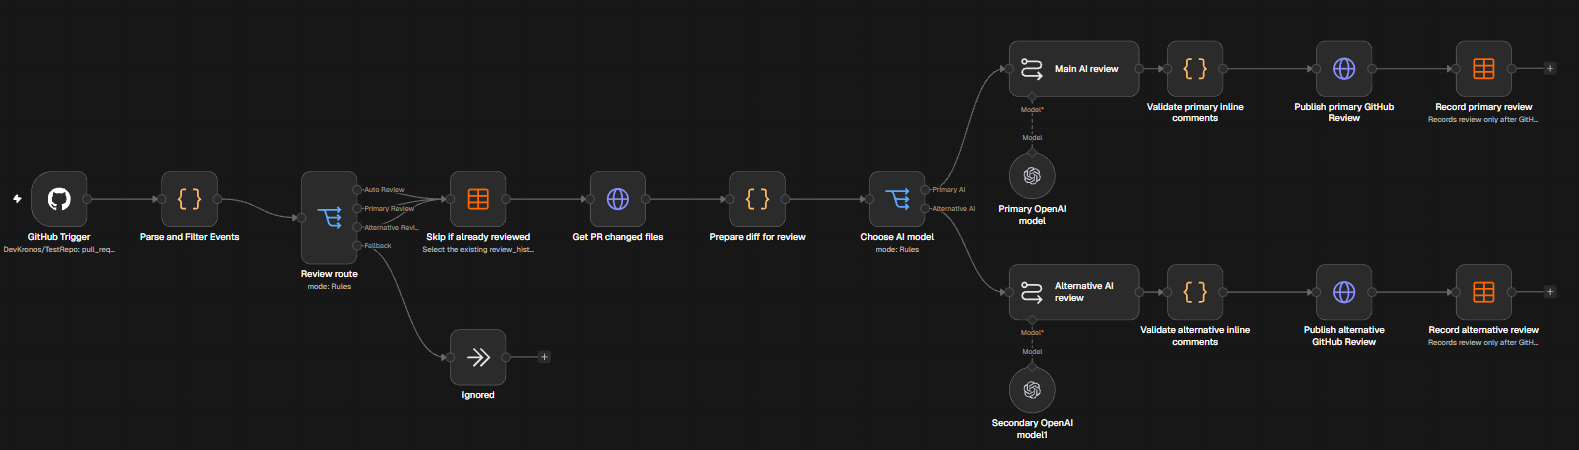 GitHub Trigger
DevKronos/TestRepo: pull_req...
Parse and Filter Events
Auto Review
Primary Review
Alternative Revi...
Fallback
Review route
mode: Rules
Skip if already reviewed
Select the existing review_hist...
Ignored
Get PR changed files
Prepare diff for review
Primary AI
Alternative AI
Choose AI model
mode: Rules
Main AI review
Model*
Model
Primary OpenAI
model
Validate primary inline
comments
Publish primary GitHub
Review
Record primary review
Records review only after GitH...
Alternative AI
review
Model*
Model
Secondary OpenAI
model1
Validate alternative inline
comments
Publish alternative
GitHub Review
Record alternative review
Records review only after GitH...